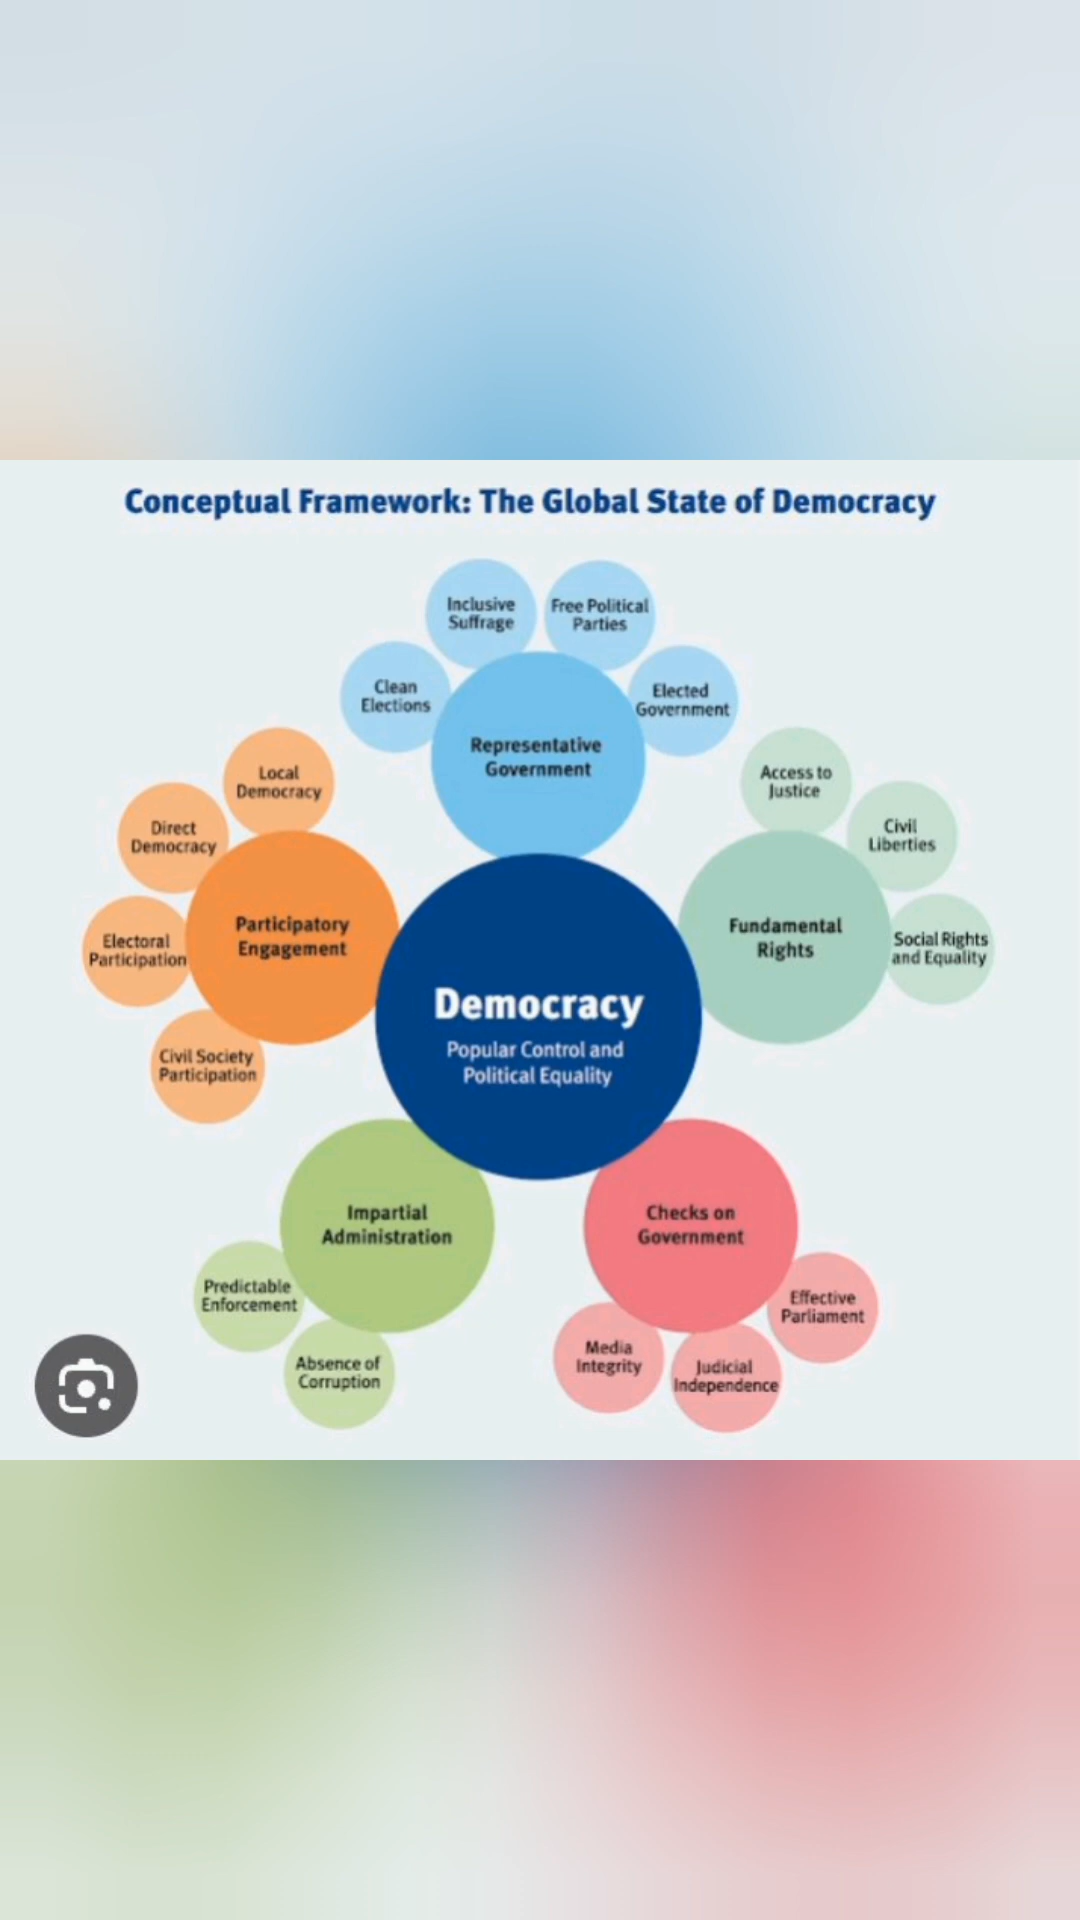 Conceptual Framework: The Global State of Democracy
Inclusive
Suffrage
Free Political
Parties
Clean
Elections
Elected
Government
Representative
Government
Local
Democracy
Direct
Democracy
Electoral
Participation
Civil Society
Participation
Participatory
Engagement
Access to
Justice
Civil
Liberties
Social Rights
and Equality
Fundamental
Rights
Democracy
Popular Control and
Political Equality
Impartial
Administration
Predictable
Enforcement
Absence of
Corruption
Checks on
Government
Media
Integrity
Judicial
Independence
Effective
Parliament